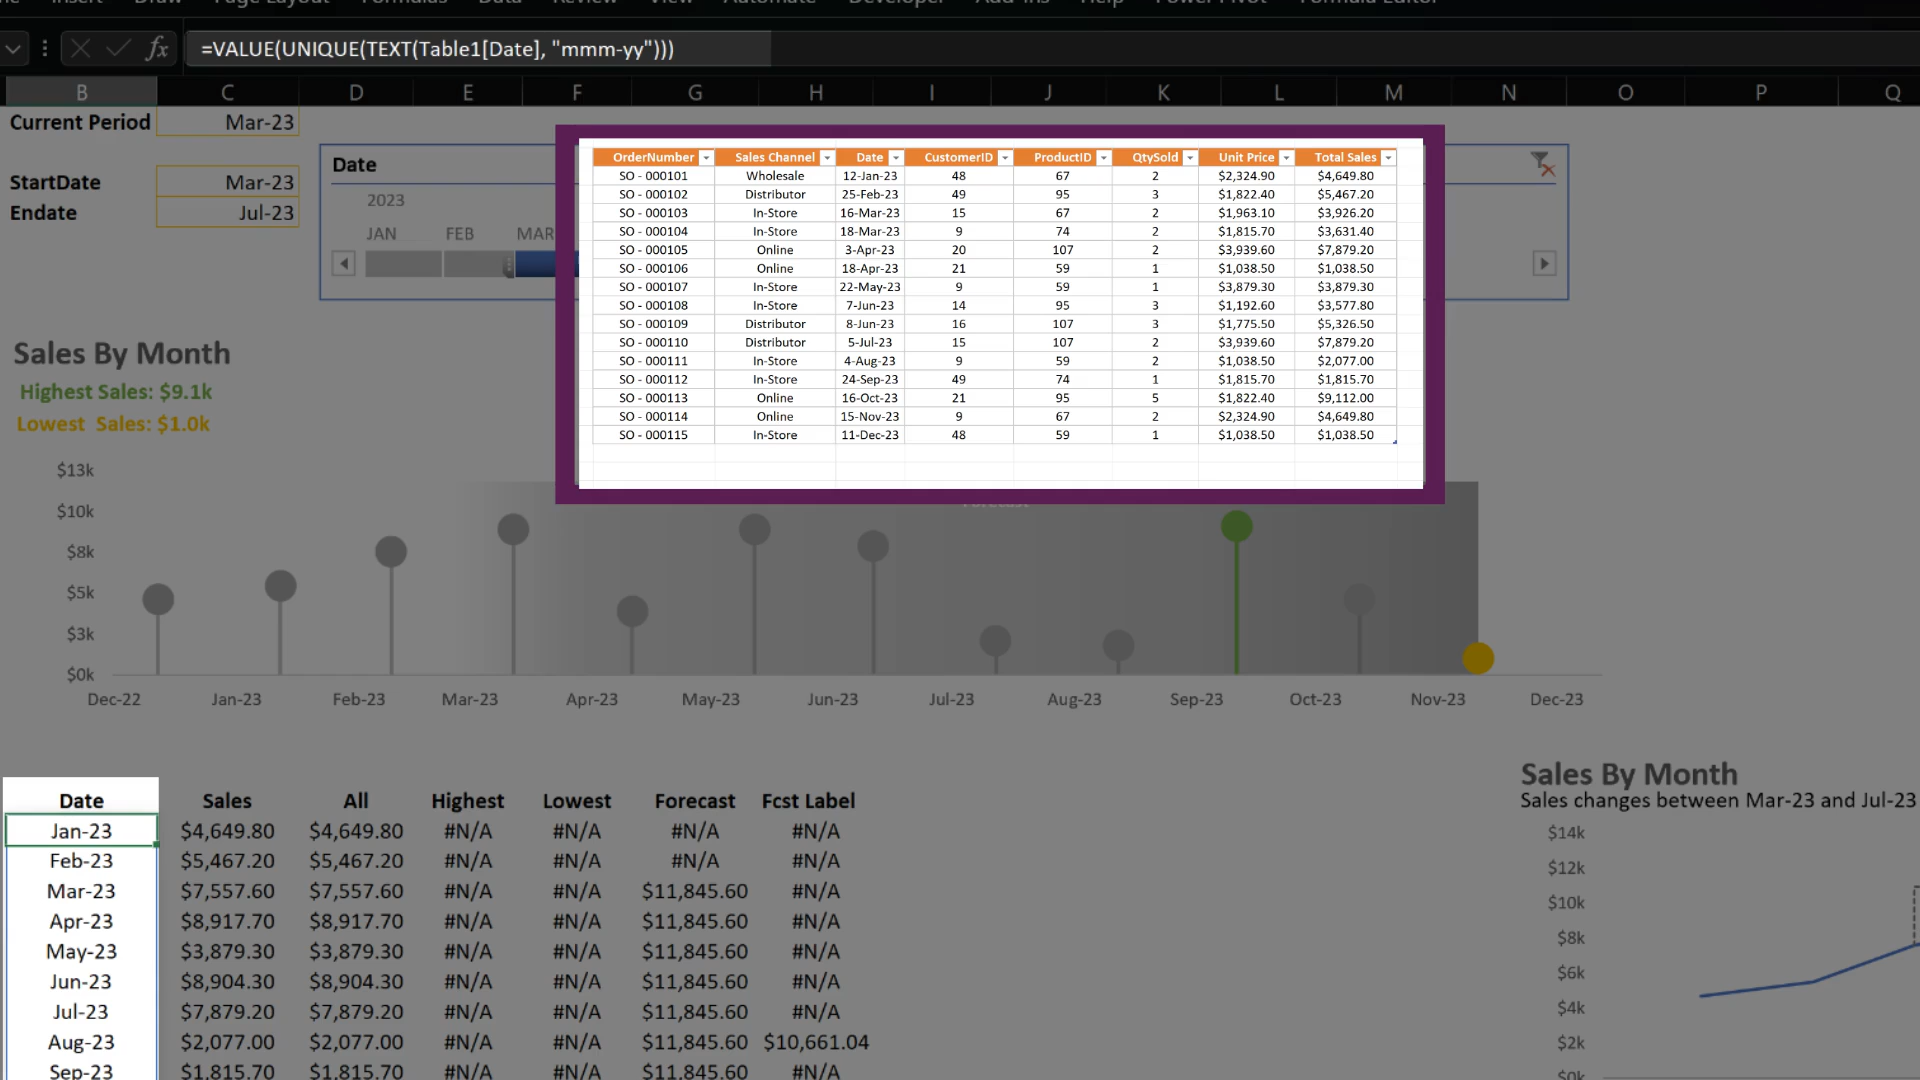 Insert Draw Page Layout Formulas Data Review View Automate Developer Add-ins Help Power Pivot Formula Editor
fx =VALUE(UNIQUE(TEXT(Table1[Date], "mmm-yy")))
B C D E F G H I J K L M N O P Q
Current Period Mar-23
StartDate Mar-23
Endate Jul-23
Date
2023
JAN FEB MAR
OrderNumber Sales Channel Date CustomerID ProductID QtySold Unit Price Total Sales
SO - 000101 Wholesale 12-Jan-23 48 67 2 $2,324.90 $4,649.80
SO - 000102 Distributor 25-Feb-23 49 95 3 $1,822.40 $5,467.20
SO - 000103 In-Store 16-Mar-23 15 67 2 $1,963.10 $3,926.20
SO - 000104 In-Store 18-Mar-23 9 74 2 $1,815.70 $3,631.40
SO - 000105 Online 3-Apr-23 20 107 2 $3,939.60 $7,879.20
SO - 000106 Online 18-Apr-23 21 59 1 $1,038.50 $1,038.50
SO - 000107 In-Store 22-May-23 9 59 1 $3,879.30 $3,879.30
SO - 000108 In-Store 7-Jun-23 14 95 3 $1,192.60 $3,577.80
SO - 000109 Distributor 8-Jun-23 16 107 3 $1,775.50 $5,326.50
SO - 000110 Distributor 5-Jul-23 15 107 2 $3,939.60 $7,879.20
SO - 000111 In-Store 4-Aug-23 9 59 2 $1,038.50 $2,077.00
SO - 000112 In-Store 24-Sep-23 49 74 1 $1,815.70 $1,815.70
SO - 000113 Online 16-Oct-23 21 95 5 $1,822.40 $9,112.00
SO - 000114 Online 15-Nov-23 9 67 2 $2,324.90 $4,649.80
SO - 000115 In-Store 11-Dec-23 48 59 1 $1,038.50 $1,038.50
Sales By Month
Highest Sales: $9.1k
Lowest Sales: $1.0k
Forecast
$13k
$10k
$8k
$5k
$3k
$0k
Dec-22 Jan-23 Feb-23 Mar-23 Apr-23 May-23 Jun-23 Jul-23 Aug-23 Sep-23 Oct-23 Nov-23 Dec-23
Date Sales All Highest Lowest Forecast Fcst Label
Jan-23 $4,649.80 $4,649.80 #N/A #N/A #N/A #N/A
Feb-23 $5,467.20 $5,467.20 #N/A #N/A #N/A #N/A
Mar-23 $7,557.60 $7,557.60 #N/A #N/A $11,845.60 #N/A
Apr-23 $8,917.70 $8,917.70 #N/A #N/A $11,845.60 #N/A
May-23 $3,879.30 $3,879.30 #N/A #N/A $11,845.60 #N/A
Jun-23 $8,904.30 $8,904.30 #N/A #N/A $11,845.60 #N/A
Jul-23 $7,879.20 $7,879.20 #N/A #N/A $11,845.60 #N/A
Aug-23 $2,077.00 $2,077.00 #N/A #N/A $11,845.60 $10,661.04
Sep-23 $1,815.70 $1,815.70 #N/A #N/A $11,845.60 #N/A
Sales By Month
Sales changes between Mar-23 and Jul-23
$14k
$12k
$10k
$8k
$6k
$4k
$2k
$0k